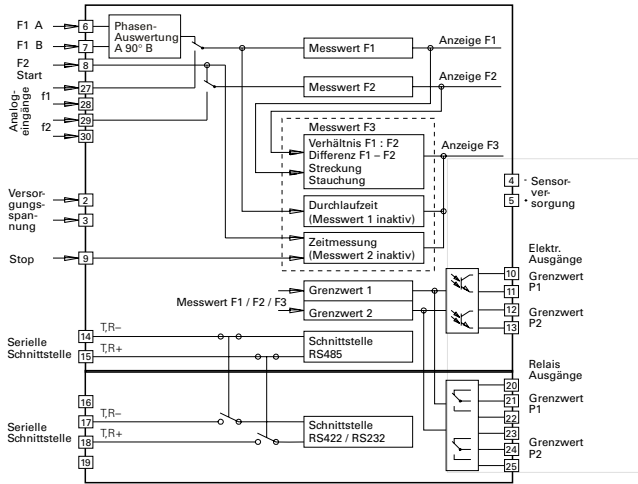 F1 A
6
Phasen-
Auswertung
A 90° B
F1 B
7
F2
Start
8
Analog-
eingänge
f1
27
28
f2
29
30
Messwert F1
Anzeige F1
Messwert F2
Anzeige F2
Messwert F3
Verhältnis F1 : F2
Differenz F1 – F2
Streckung
Stauchung
Anzeige F3
Durchlaufzeit
(Messwert 1 inaktiv)
Zeitmessung
(Messwert 2 inaktiv)
4
5
- Sensor-
ver-
+ sorgung
Versor-
gungs-
span-
nung
2
3
Stop
9
Elektr.
Ausgänge
10
11
Grenzwert
P1
12
13
Grenzwert
P2
Messwert F1 / F2 / F3
Grenzwert 1
Grenzwert 2
Serielle
Schnittstelle
14
T,R–
15
T,R+
Schnittstelle
RS485
Relais
Ausgänge
20
21
22
Grenzwert
P1
23
24
25
Grenzwert
P2
16
Serielle
Schnittstelle
17
T,R–
18
T,R+
19
Schnittstelle
RS422 / RS232